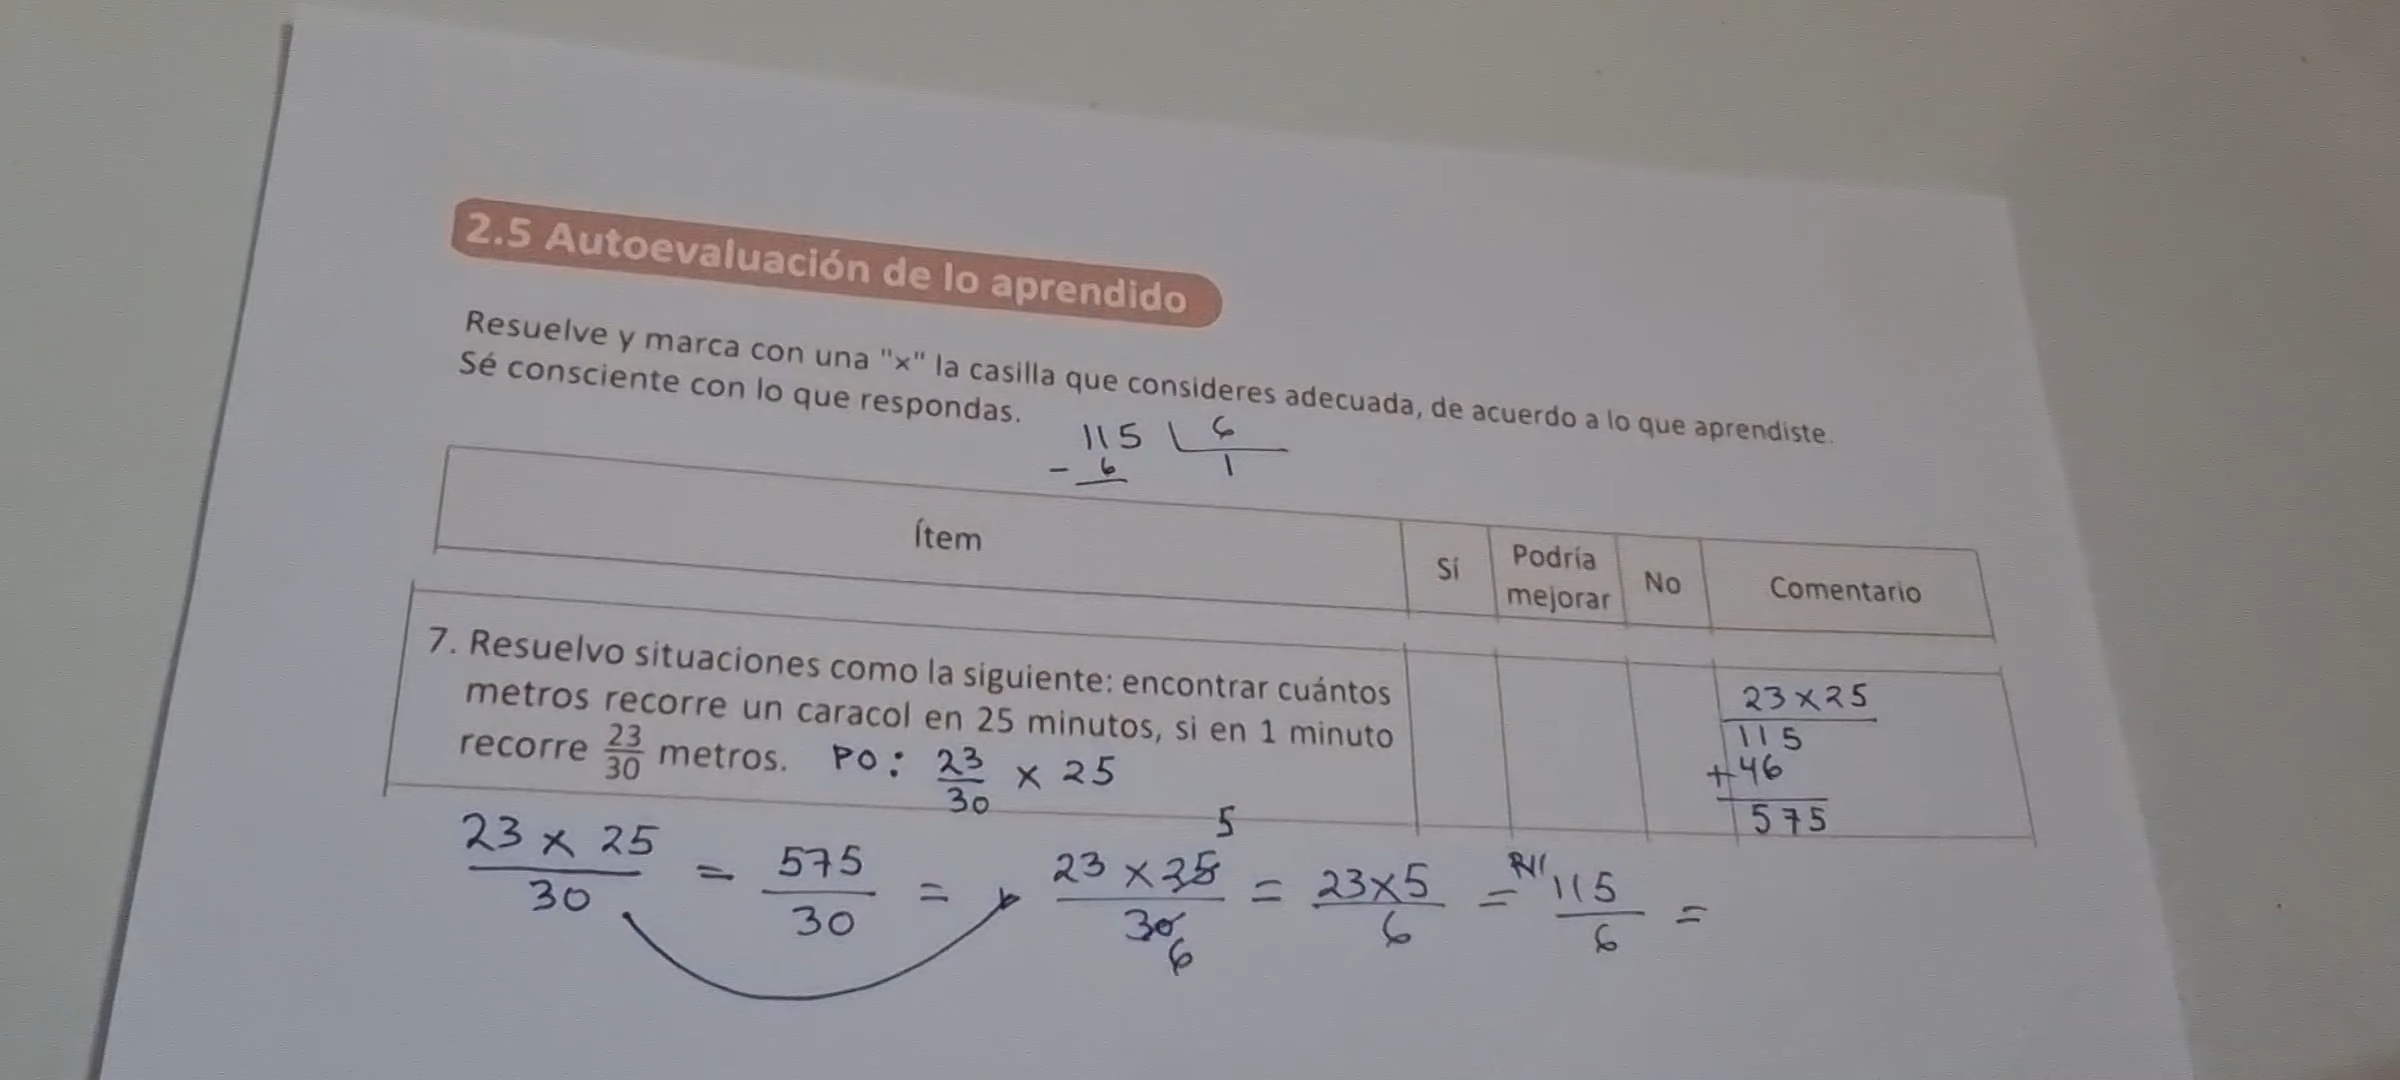 2.5 Autoevaluación de lo aprendido
Resuelve y marca con una "×" la casilla que consideres adecuada, de acuerdo a lo que aprendiste.
Sé consciente con lo que respondas.
115 6
- 6 1
Ítem
Sí
Podría
mejorar
No
Comentario
7. Resuelvo situaciones como la siguiente: encontrar cuántos
metros recorre un caracol en 25 minutos, si en 1 minuto
recorre 23/30 metros. PO: 23/30 × 25
23 × 25
115
+46
575
23 × 25 / 30 = 575 / 30 = 23 × 25 5 / 30 6 = 23×5 / 6 = 115 / 6 =